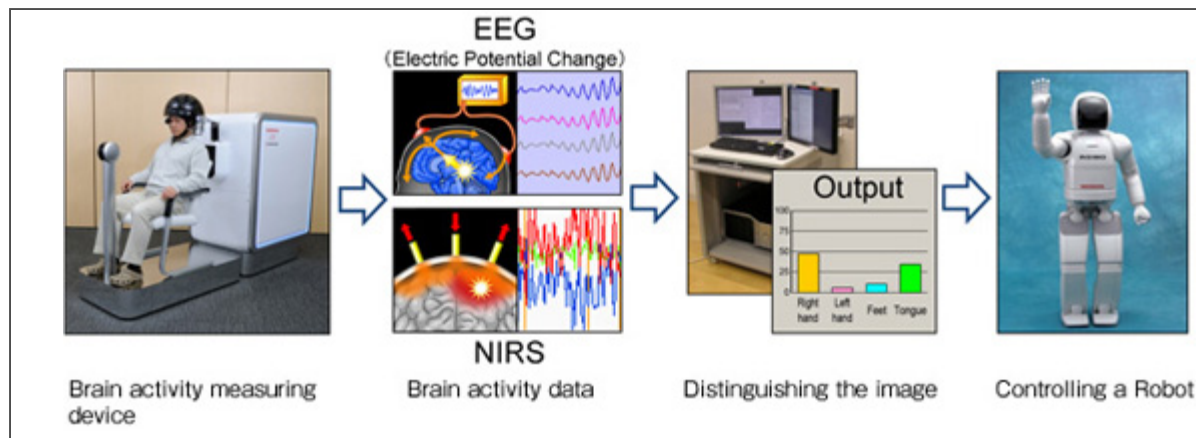 EEG
(Electric Potential Change)
Output
100
75
50
25
0
Right
hand
Left
hand
Feet
Tongue
NIRS
Brain activity measuring
device
Brain activity data
Distinguishing the image
Controlling a Robot